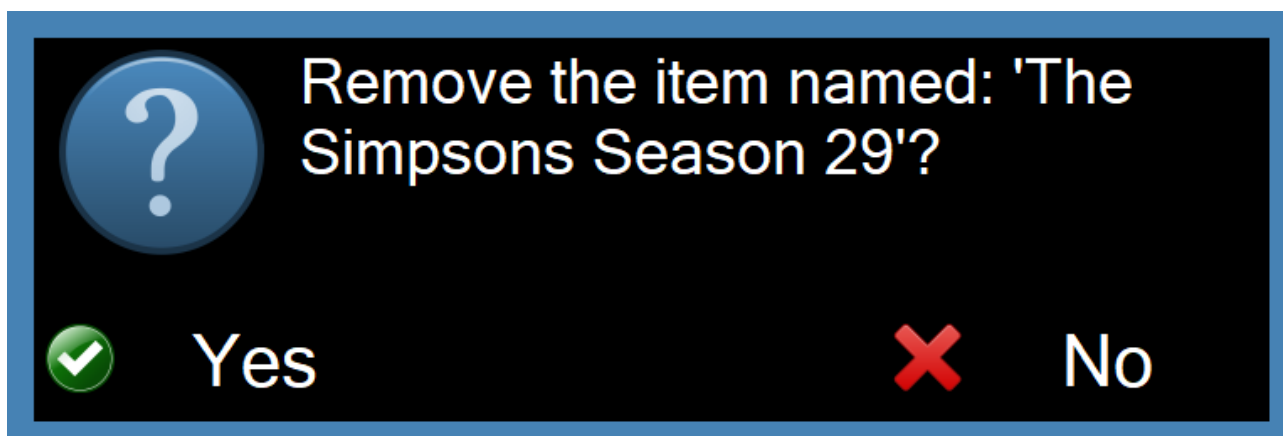 Remove the item named: 'The
Simpsons Season 29'?
Yes
No